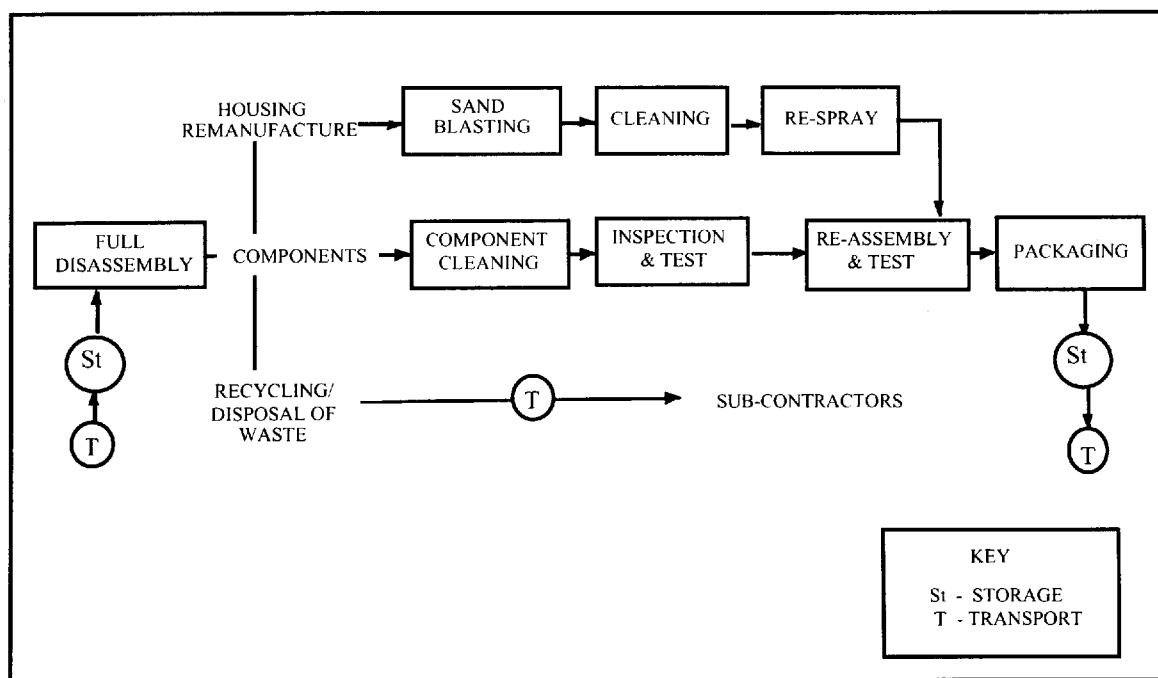 HOUSING
REMANUFACTURE
SAND
BLASTING
CLEANING
RE-SPRAY
FULL
DISASSEMBLY
COMPONENTS
COMPONENT
CLEANING
INSPECTION
& TEST
RE-ASSEMBLY
& TEST
PACKAGING
St
T
RECYCLING/
DISPOSAL OF
WASTE
T
SUB-CONTRACTORS
St
T
KEY
St - STORAGE
T - TRANSPORT